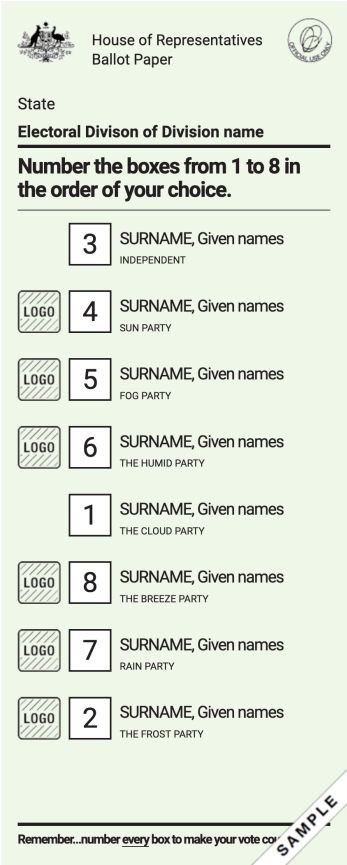 House of Representatives
Ballot Paper
OFFICIAL USE ONLY
State
Electoral Divison of Division name
Number the boxes from 1 to 8 in
the order of your choice.
3 SURNAME, Given names
INDEPENDENT
LOGO 4 SURNAME, Given names
SUN PARTY
LOGO 5 SURNAME, Given names
FOG PARTY
LOGO 6 SURNAME, Given names
THE HUMID PARTY
1 SURNAME, Given names
THE CLOUD PARTY
LOGO 8 SURNAME, Given names
THE BREEZE PARTY
LOGO 7 SURNAME, Given names
RAIN PARTY
LOGO 2 SURNAME, Given names
THE FROST PARTY
Remember...number every box to make your vote cou
SAMPLE